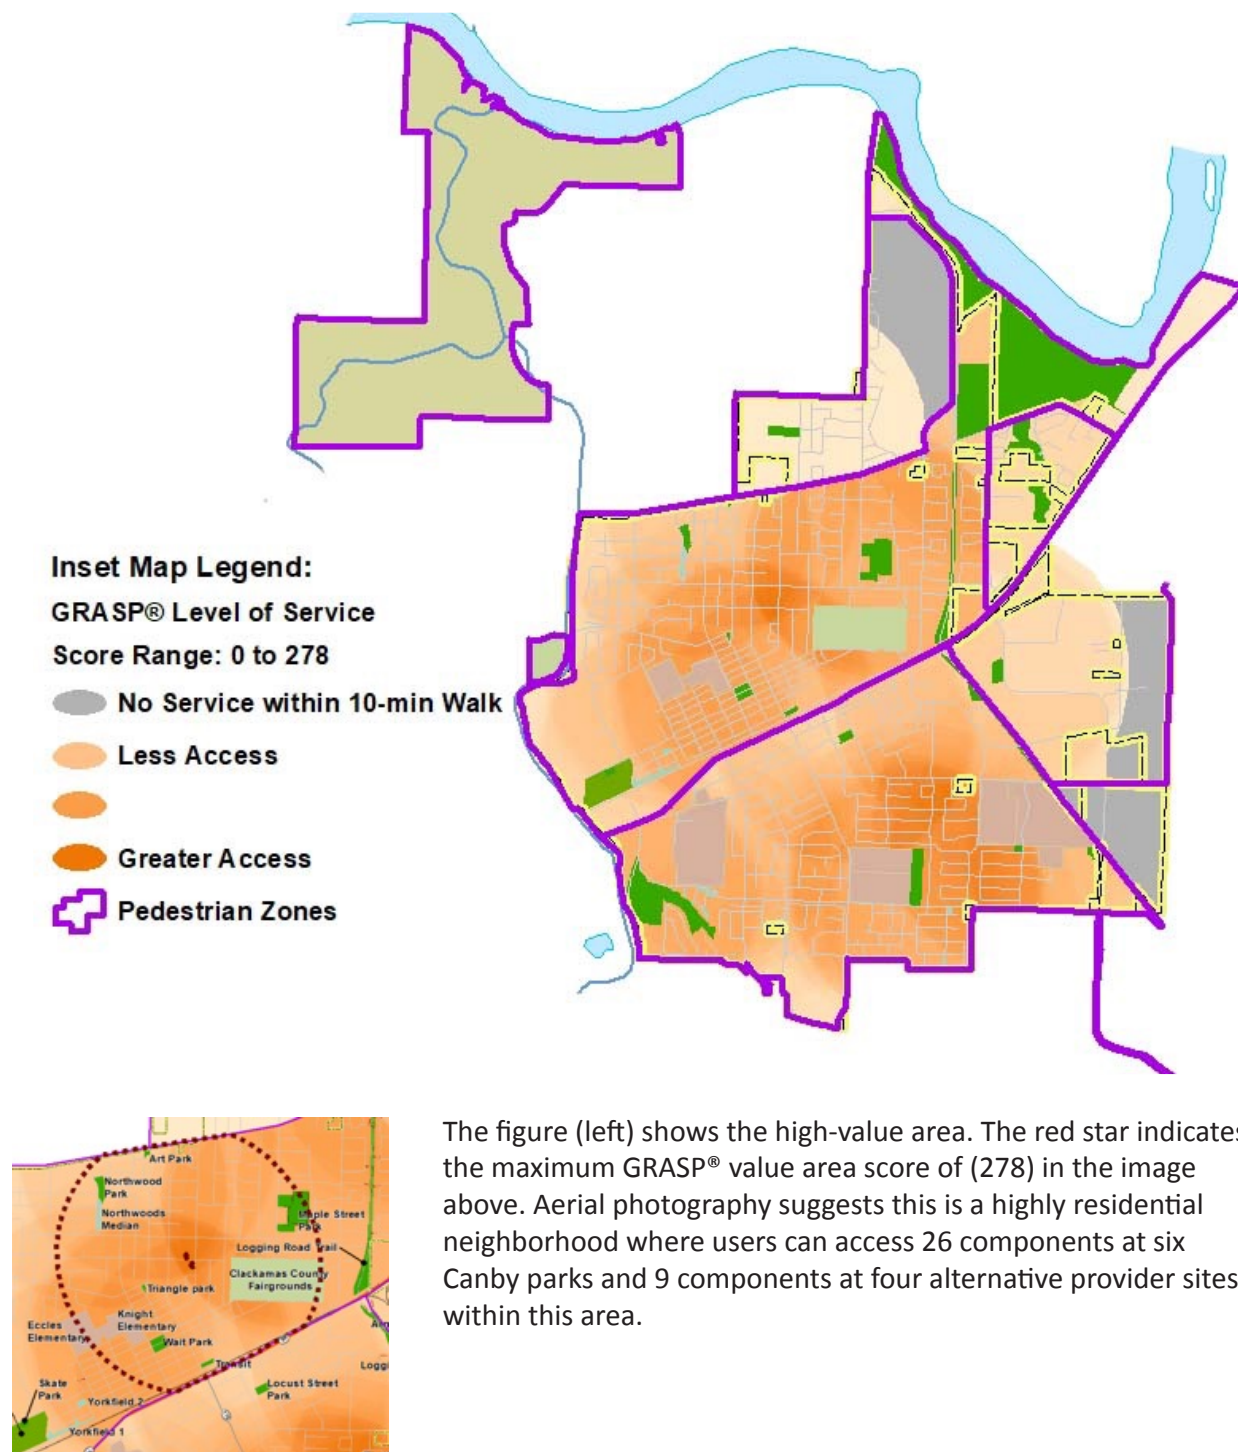 Inset Map Legend:
GRASP® Level of Service
Score Range: 0 to 278
No Service within 10-min Walk
Less Access
Greater Access
Pedestrian Zones
Art Park
Northwood
Park
Northwoods
Median
Maple Street
Park
Logging Road Trail
Clackamas County
Fairgrounds
Triangle park
Knight
Elementary
Eccles
Elementary
Wait Park
Transit
Skate
Park
Locust Street
Park
Yorkfield 2
Yorkfield 1
The figure (left) shows the high-value area. The red star indicates
the maximum GRASP® value area score of (278) in the image
above. Aerial photography suggests this is a highly residential
neighborhood where users can access 26 components at six
Canby parks and 9 components at four alternative provider sites
within this area.